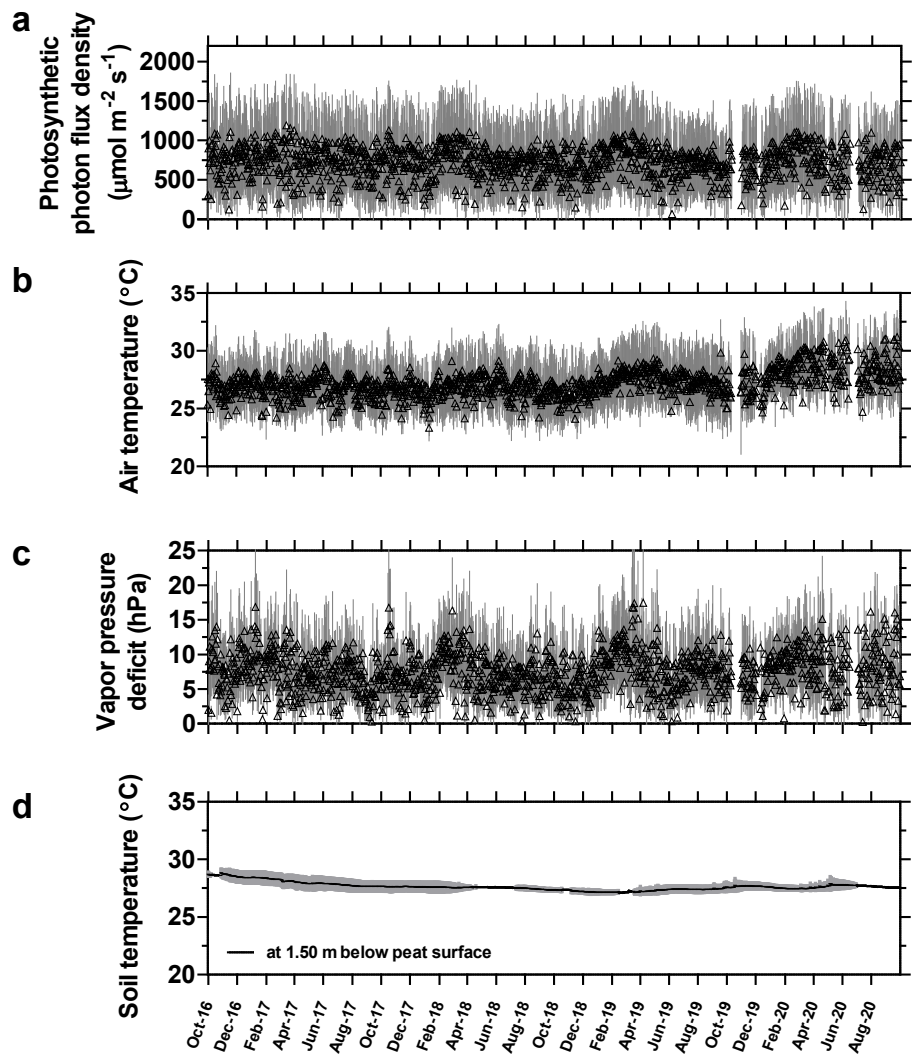 a
Photosynthetic
photon flux density
(µmol m⁻² s⁻¹)
2000
1500
1000
500
0
b
Air temperature (°C)
35
30
25
20
c
Vapor pressure
deficit (hPa)
25
20
15
10
5
0
d
Soil temperature (°C)
35
30
25
20
at 1.50 m below peat surface
Oct-16
Dec-16
Feb-17
Apr-17
Jun-17
Aug-17
Oct-17
Dec-17
Feb-18
Apr-18
Jun-18
Aug-18
Oct-18
Dec-18
Feb-19
Apr-19
Jun-19
Aug-19
Oct-19
Dec-19
Feb-20
Apr-20
Jun-20
Aug-20